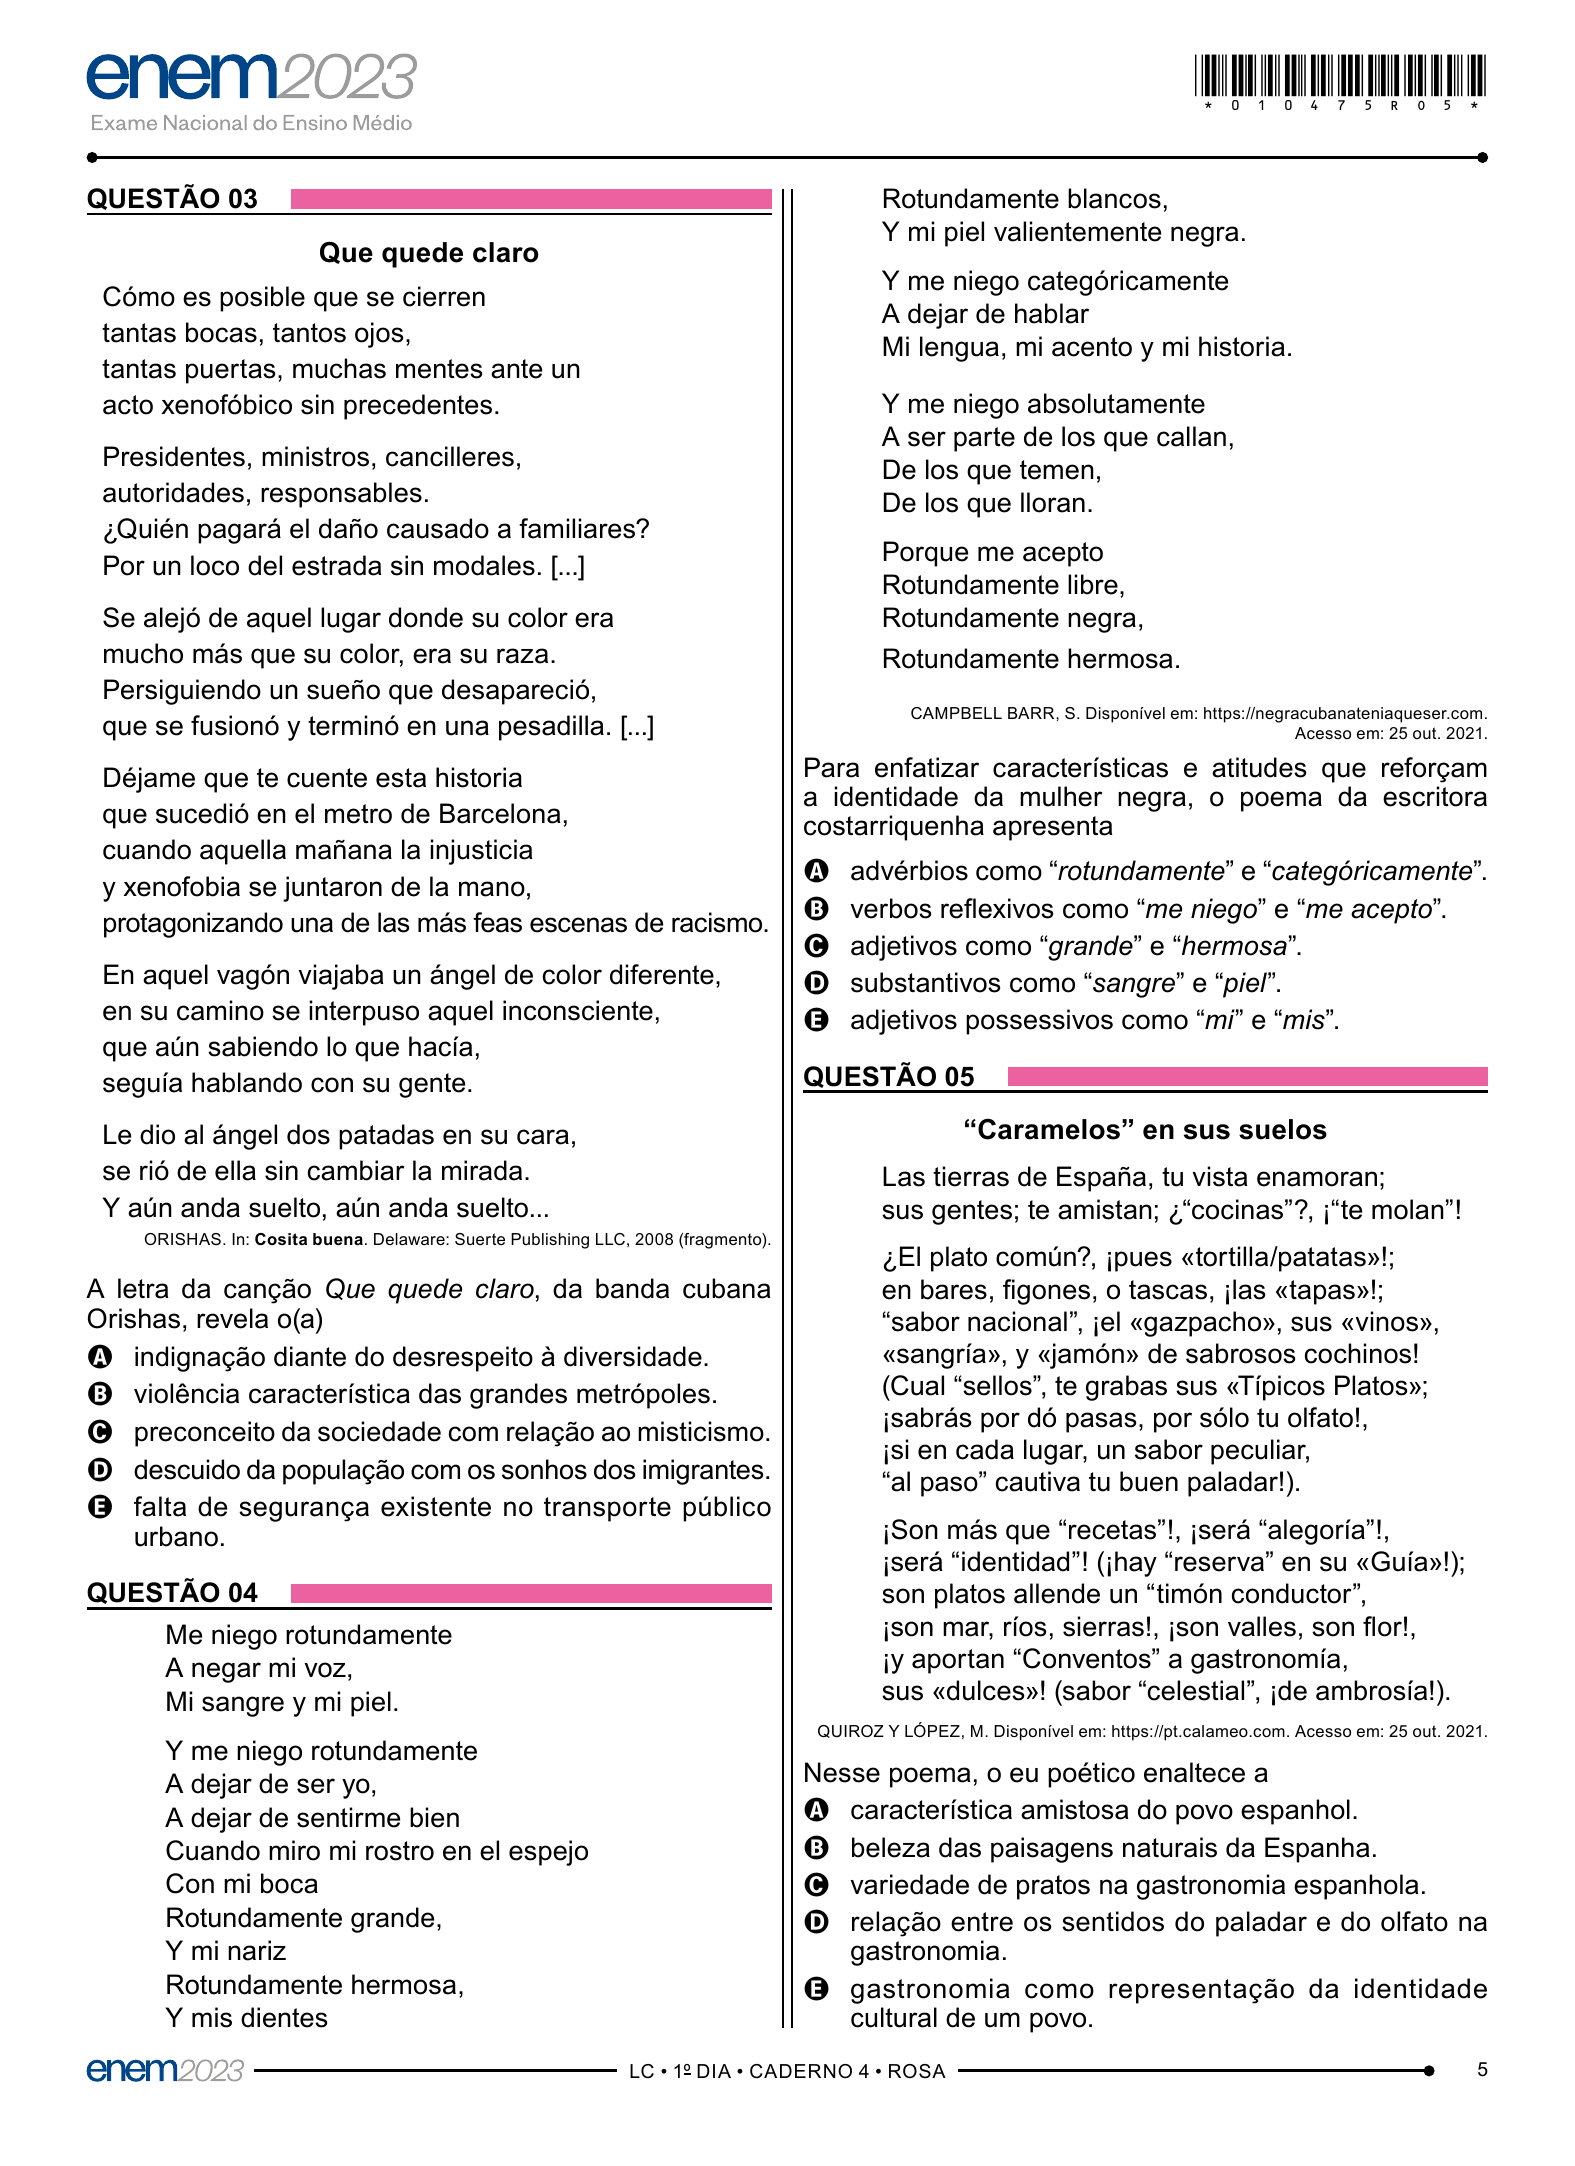 enem2023
Exame Nacional do Ensino Médio
*010475R05*
QUESTÃO 03
Que quede claro
Cómo es posible que se cierren
tantas bocas, tantos ojos,
tantas puertas, muchas mentes ante un
acto xenofóbico sin precedentes.
Presidentes, ministros, cancilleres,
autoridades, responsables.
¿Quién pagará el daño causado a familiares?
Por un loco del estrada sin modales. [...]
Se alejó de aquel lugar donde su color era
mucho más que su color, era su raza.
Persiguiendo un sueño que desapareció,
que se fusionó y terminó en una pesadilla. [...]
Déjame que te cuente esta historia
que sucedió en el metro de Barcelona,
cuando aquella mañana la injusticia
y xenofobia se juntaron de la mano,
protagonizando una de las más feas escenas de racismo.
En aquel vagón viajaba un ángel de color diferente,
en su camino se interpuso aquel inconsciente,
que aún sabiendo lo que hacía,
seguía hablando con su gente.
Le dio al ángel dos patadas en su cara,
se rió de ella sin cambiar la mirada.
Y aún anda suelto, aún anda suelto...
ORISHAS. In: Cosita buena. Delaware: Suerte Publishing LLC, 2008 (fragmento).
A letra da canção Que quede claro, da banda cubana
Orishas, revela o(a)
A indignação diante do desrespeito à diversidade.
B violência característica das grandes metrópoles.
C preconceito da sociedade com relação ao misticismo.
D descuido da população com os sonhos dos imigrantes.
E falta de segurança existente no transporte público
urbano.
QUESTÃO 04
Me niego rotundamente
A negar mi voz,
Mi sangre y mi piel.
Y me niego rotundamente
A dejar de ser yo,
A dejar de sentirme bien
Cuando miro mi rostro en el espejo
Con mi boca
Rotundamente grande,
Y mi nariz
Rotundamente hermosa,
Y mis dientes
Rotundamente blancos,
Y mi piel valientemente negra.
Y me niego categóricamente
A dejar de hablar
Mi lengua, mi acento y mi historia.
Y me niego absolutamente
A ser parte de los que callan,
De los que temen,
De los que lloran.
Porque me acepto
Rotundamente libre,
Rotundamente negra,
Rotundamente hermosa.
CAMPBELL BARR, S. Disponível em: https://negracubanateniaqueser.com.
Acesso em: 25 out. 2021.
Para enfatizar características e atitudes que reforçam
a identidade da mulher negra, o poema da escritora
costarriquenha apresenta
A advérbios como “rotundamente” e “categóricamente”.
B verbos reflexivos como “me niego” e “me acepto”.
C adjetivos como “grande” e “hermosa”.
D substantivos como “sangre” e “piel”.
E adjetivos possessivos como “mi” e “mis”.
QUESTÃO 05
“Caramelos” en sus suelos
Las tierras de España, tu vista enamoran;
sus gentes; te amistan; ¿“cocinas”?, ¡“te molan”!
¿El plato común?, ¡pues «tortilla/patatas»!;
en bares, figones, o tascas, ¡las «tapas»!;
“sabor nacional”, ¡el «gazpacho», sus «vinos»,
«sangría», y «jamón» de sabrosos cochinos!
(Cual “sellos”, te grabas sus «Típicos Platos»;
¡sabrás por dó pasas, por sólo tu olfato!,
¡si en cada lugar, un sabor peculiar,
“al paso” cautiva tu buen paladar!).
¡Son más que “recetas”!, ¡será “alegoría”!,
¡será “identidad”! (¡hay “reserva” en su «Guía»!);
son platos allende un “timón conductor”,
¡son mar, ríos, sierras!, ¡son valles, son flor!,
¡y aportan “Conventos” a gastronomía,
sus «dulces»! (sabor “celestial”, ¡de ambrosía!).
QUIROZ Y LÓPEZ, M. Disponível em: https://pt.calameo.com. Acesso em: 25 out. 2021.
Nesse poema, o eu poético enaltece a
A característica amistosa do povo espanhol.
B beleza das paisagens naturais da Espanha.
C variedade de pratos na gastronomia espanhola.
D relação entre os sentidos do paladar e do olfato na
gastronomia.
E gastronomia como representação da identidade
cultural de um povo.
enem2023
LC • 1º DIA • CADERNO 4 • ROSA
5